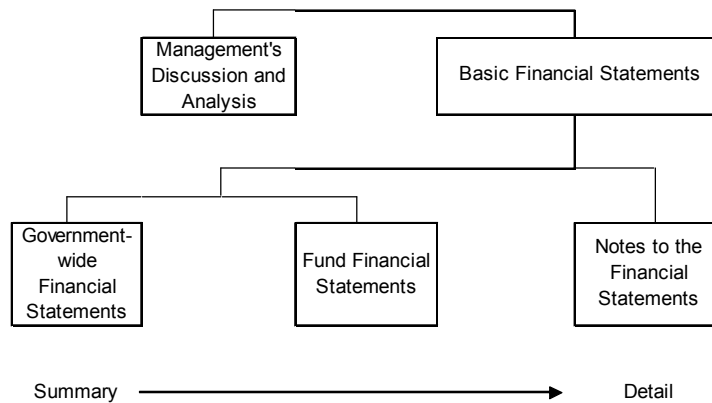 Management's
Discussion and
Analysis
Basic Financial Statements
Government-
wide
Financial
Statements
Fund Financial
Statements
Notes to the
Financial
Statements
Summary
Detail